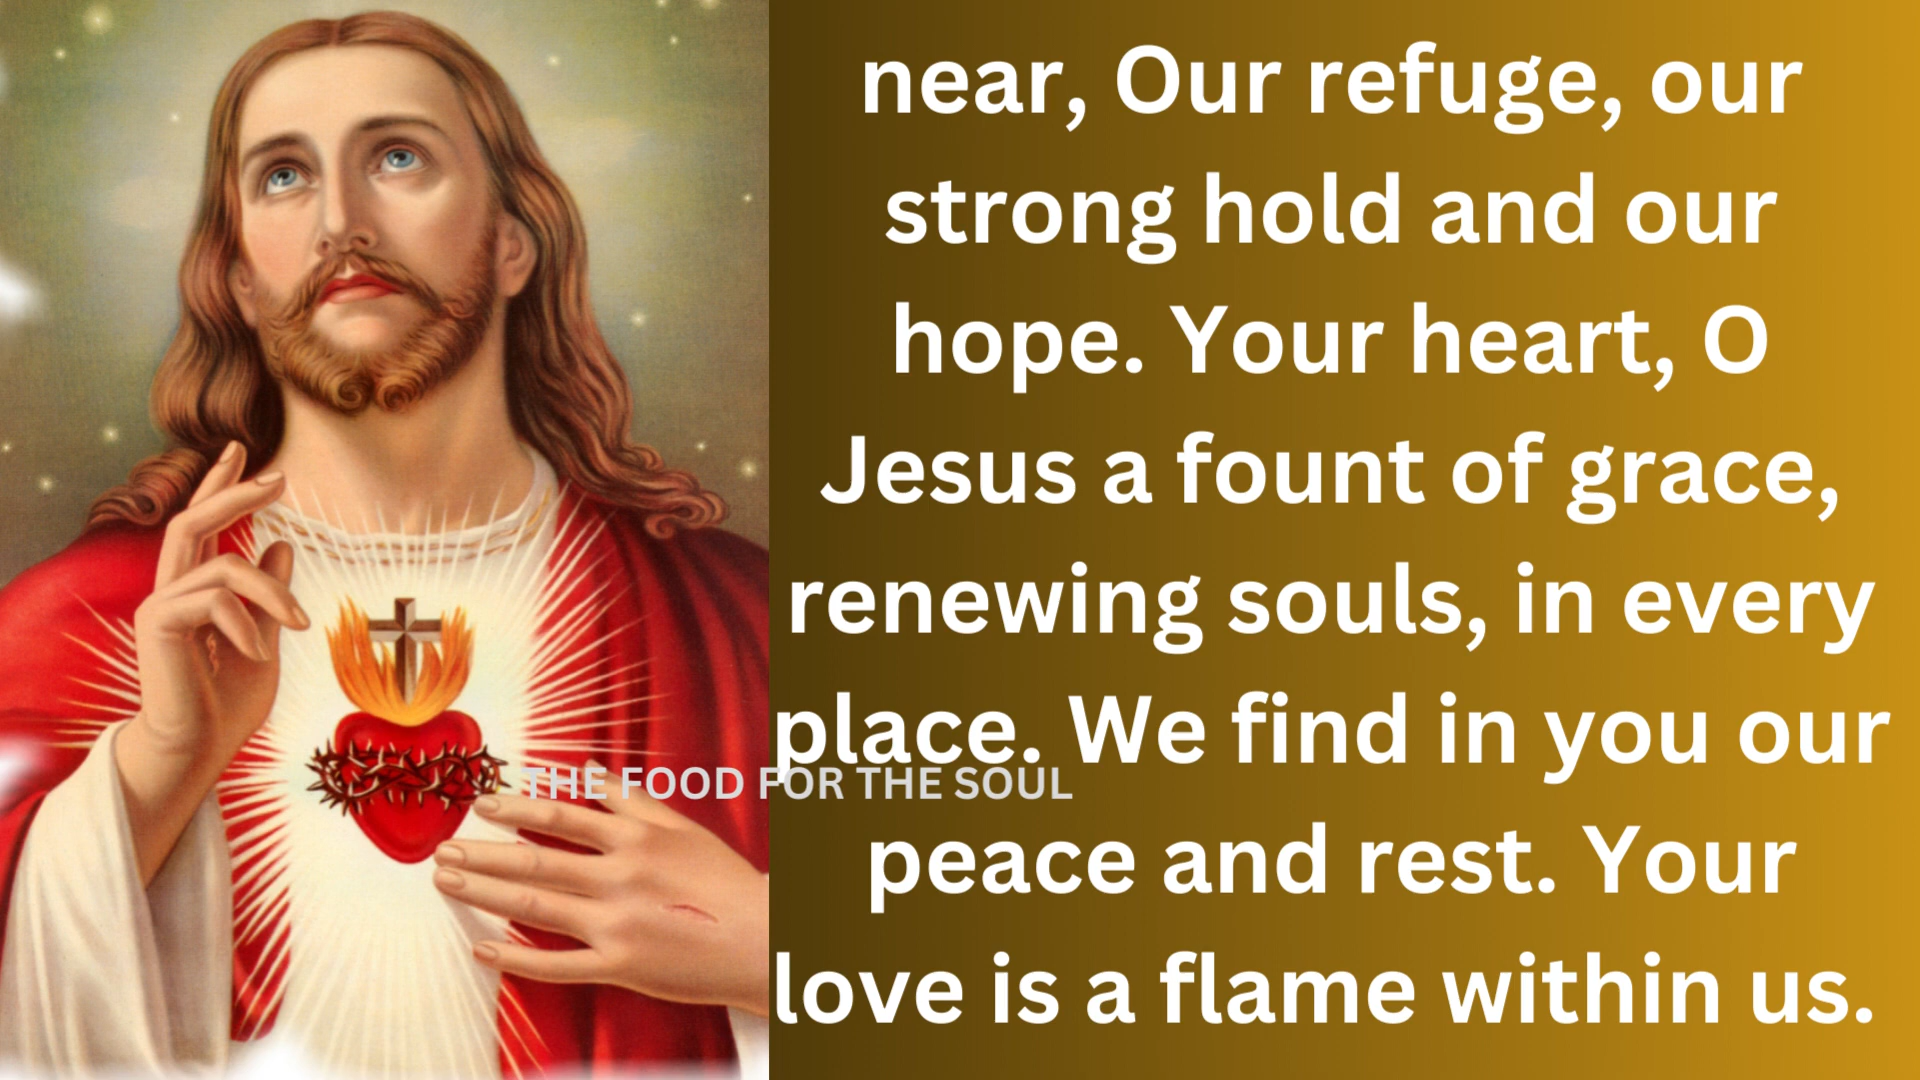 near, Our refuge, our
strong hold and our
hope. Your heart, O
Jesus a fount of grace,
renewing souls, in every
place. We find in you our
THE FOOD FOR THE SOUL
peace and rest. Your
love is a flame within us.